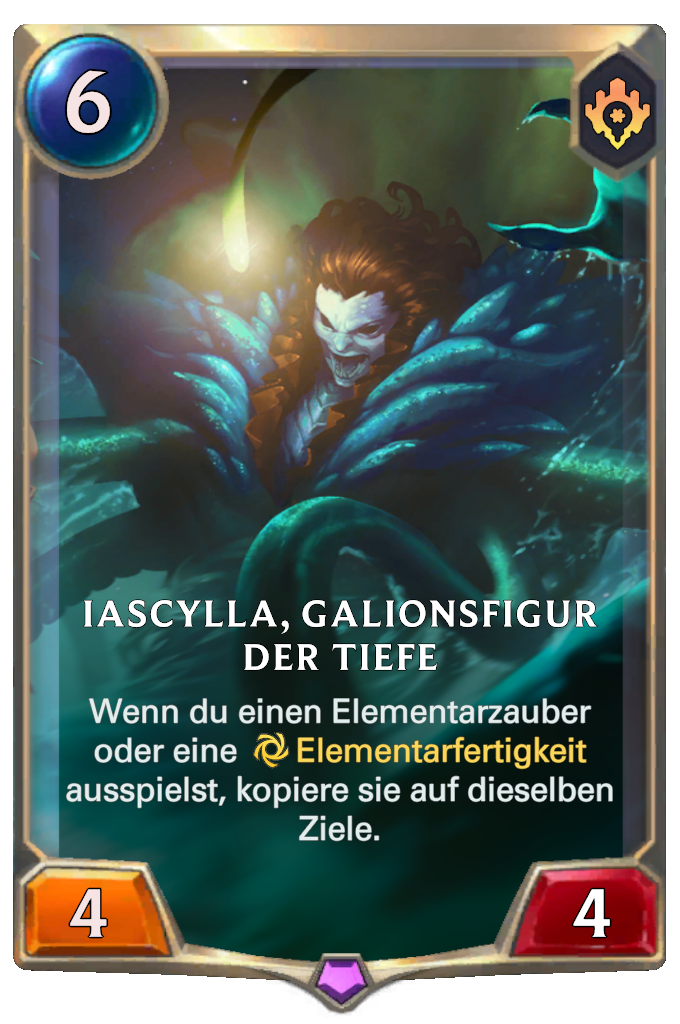 6
IASCYLLA, GALIONSFIGUR
DER TIEFE
Wenn du einen Elementarzauber
oder eine Elementarfertigkeit
ausspielst, kopiere sie auf dieselben
Ziele.
4
4